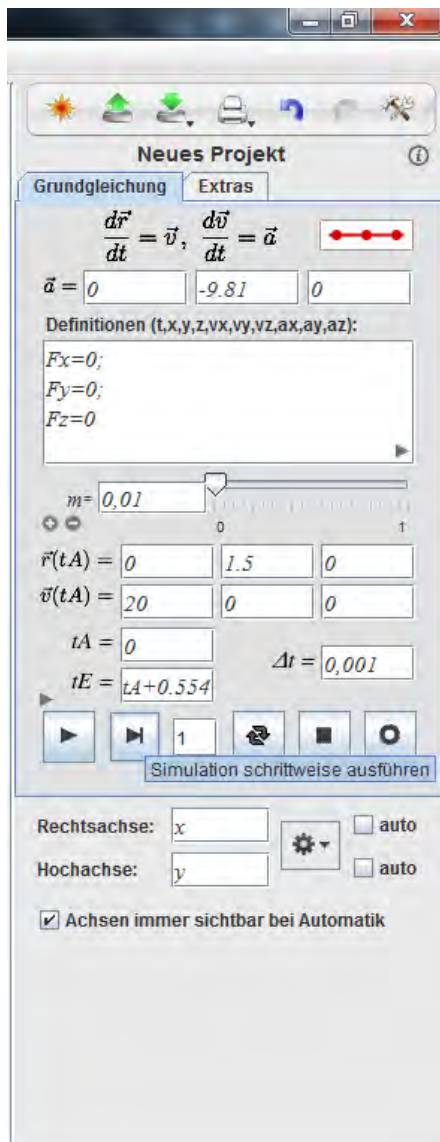 Neues Projekt
Grundgleichung Extras
dr⃗/dt = v⃗, dv⃗/dt = a⃗
a⃗ = 0 -9.81 0
Definitionen (t,x,y,z,vx,vy,vz,ax,ay,az):
Fx=0;
Fy=0;
Fz=0
m= 0,01
0 1
r⃗(tA) = 0 1.5 0
v⃗(tA) = 20 0 0
tA = 0
Δt = 0,001
tE = tA+0.554
1
Simulation schrittweise ausführen
Rechtsachse: x auto
Hochachse: y auto
Achsen immer sichtbar bei Automatik